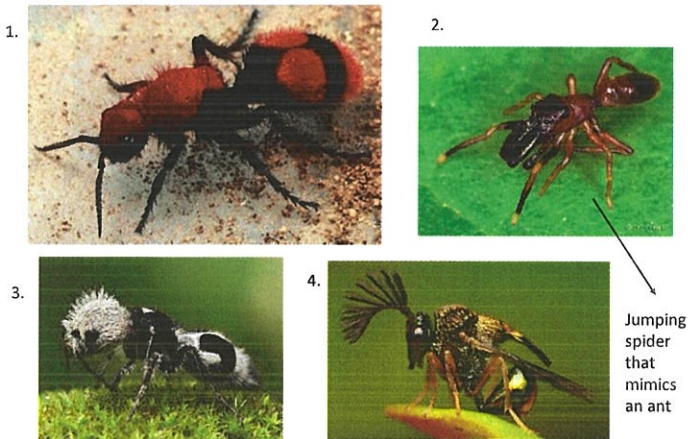 1.
2.
3.
4.
Jumping
spider
that
mimics
an ant